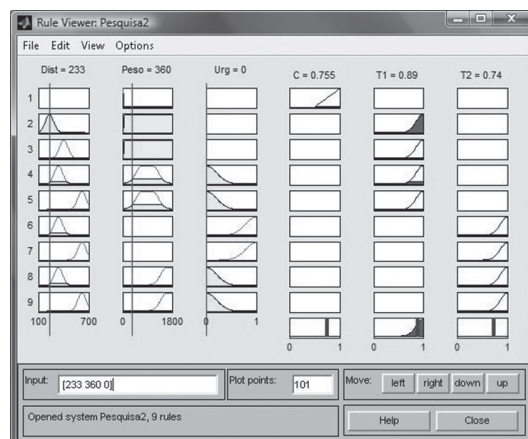 Rule Viewer: Pesquisa2
File Edit View Options
Dist = 233 Peso = 360 Urg = 0 C = 0.755 T1 = 0.89 T2 = 0.74
1
2
3
4
5
6
7
8
9
100 700 0 1800 0 1
0 1 0 1 0 1
Input: [233 360 0] Plot points: 101 Move: left right down up
Opened system Pesquisa2, 9 rules Help Close